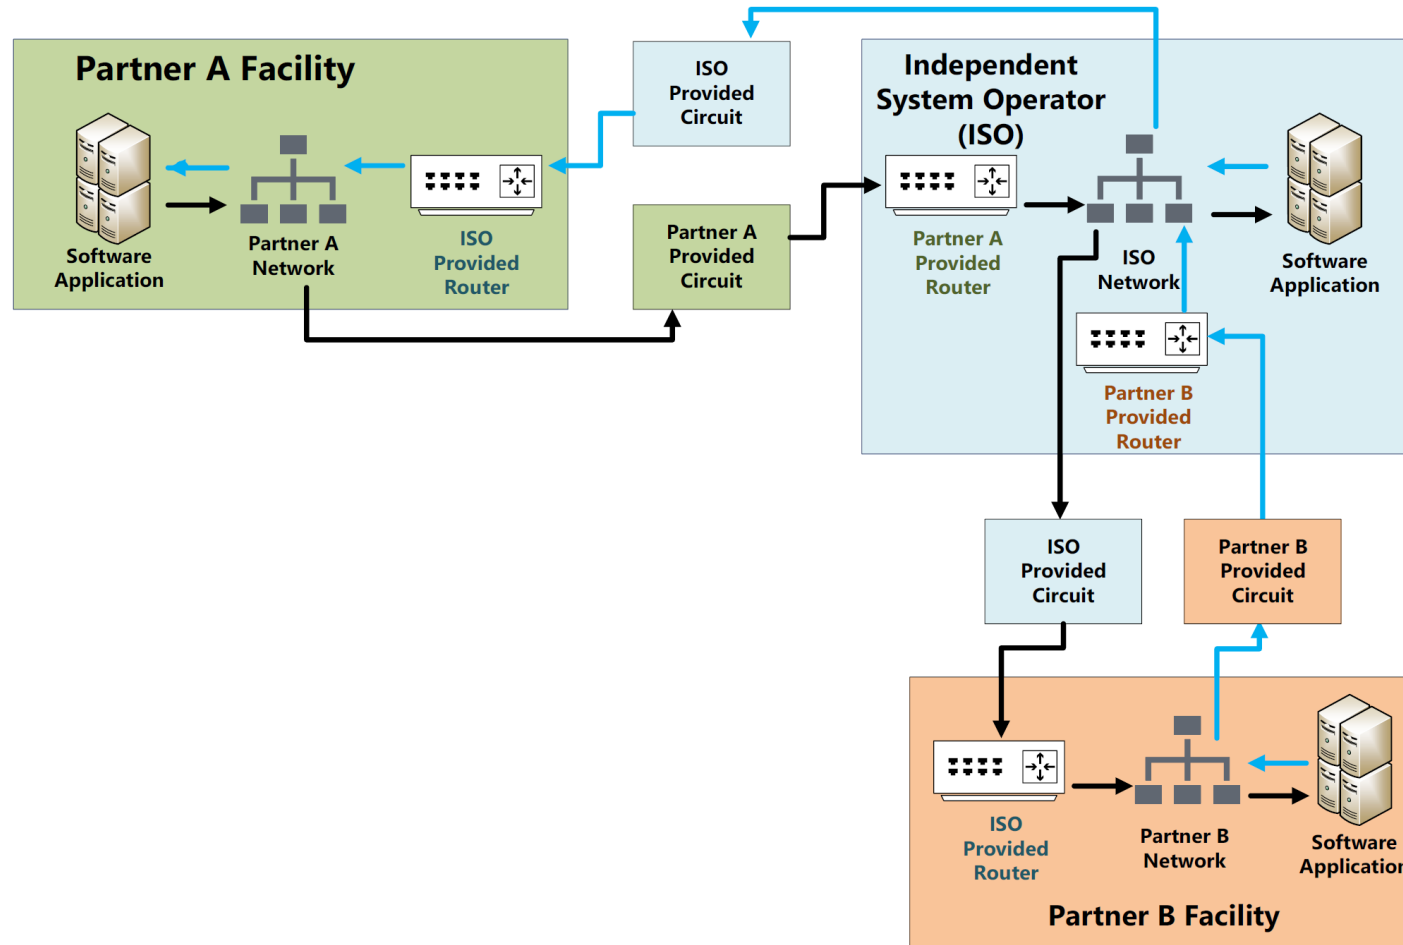 Partner A Facility
Software
Application
Partner A
Network
ISO
Provided
Router
ISO
Provided
Circuit
Partner A
Provided
Circuit
Independent
System Operator
(ISO)
Partner A
Provided
Router
ISO
Network
Software
Application
Partner B
Provided
Router
ISO
Provided
Circuit
Partner B
Provided
Circuit
ISO
Provided
Router
Partner B
Network
Software
Application
Partner B Facility